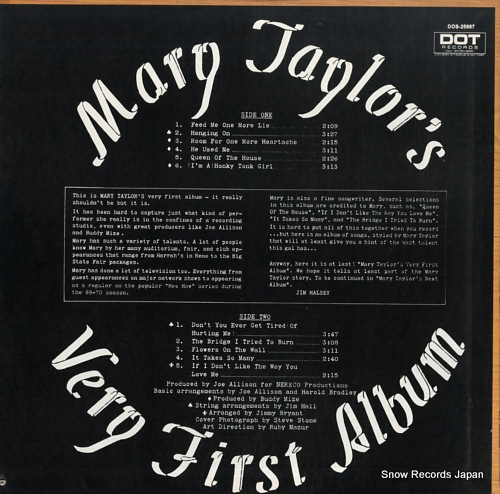 DOS-25967
DOT
RECORDS
Mary Taylor's
SIDE ONE
1. Feed Me One More Lie 2:09
♣ 2. Hanging On 3:27
♦ 3. Room For One More Heartache 2:15
♦ 4. He Used Me 3:11
5. Queen Of The House 2:26
♦ 6. (I'm A)Honky Tonk Girl 3:13
This is MARY TAYLOR'S very first album - it really
shouldn't be but it is.
It has been hard to capture just what kind of per-
former she really is in the confines of a recording
studio, even with great producers like Joe Allison
and Buddy Mize.
Mary has such a variety of talents. A lot of people
know Mary by her many auditorium, fair, and club ap-
pearances that range from Harrah's in Reno to the Big
State Fair packages.
Mary has done a lot of television too. Everything from
guest appearances on major network shows to appearing
as a regular on the popular "Hee Haw" series during
the 69-70 season.
Mary is also a fine songwriter. Several selections
in this album are credited to Mary, such as, "Queen
Of The House", "If I Don't Like The Way You Love Me",
"It Takes So Many", and "The Bridge I Tried To Burn".
It is hard to put all of this together when you record
...but here is an album of songs, styled by Mary Taylor
that will at least give you a hint of the vast talent
this gal has...
Anyway, here it is at last! "Mary Taylor's Very First
Album". We hope it tells at least part of the Mary
Taylor story. To be continued in "Mary Taylor's Next
Album".
JIM HALSEY
SIDE TWO
♣ 1. Don't You Ever Get Tired(Of
Hurting Me) 3:47
2. The Bridge I Tried To Burn 3:08
3. Flowers On The Wall 3:11
4. It Takes So Many 2:40
♦ 5. If I Don't Like The Way You
Love Me 2:15
Produced by Joe Allison for NERECO Productions
Basic arrangements by Joe Allison and Harold Bradley
♦ Produced by Buddy Mize
♣ String arrangements by Jim Hall
♦ Arranged by Jimmy Bryant
Cover Photograph by Steve Stone
Art Direction by Ruby Mazur
Very First Album
Snow Records Japan